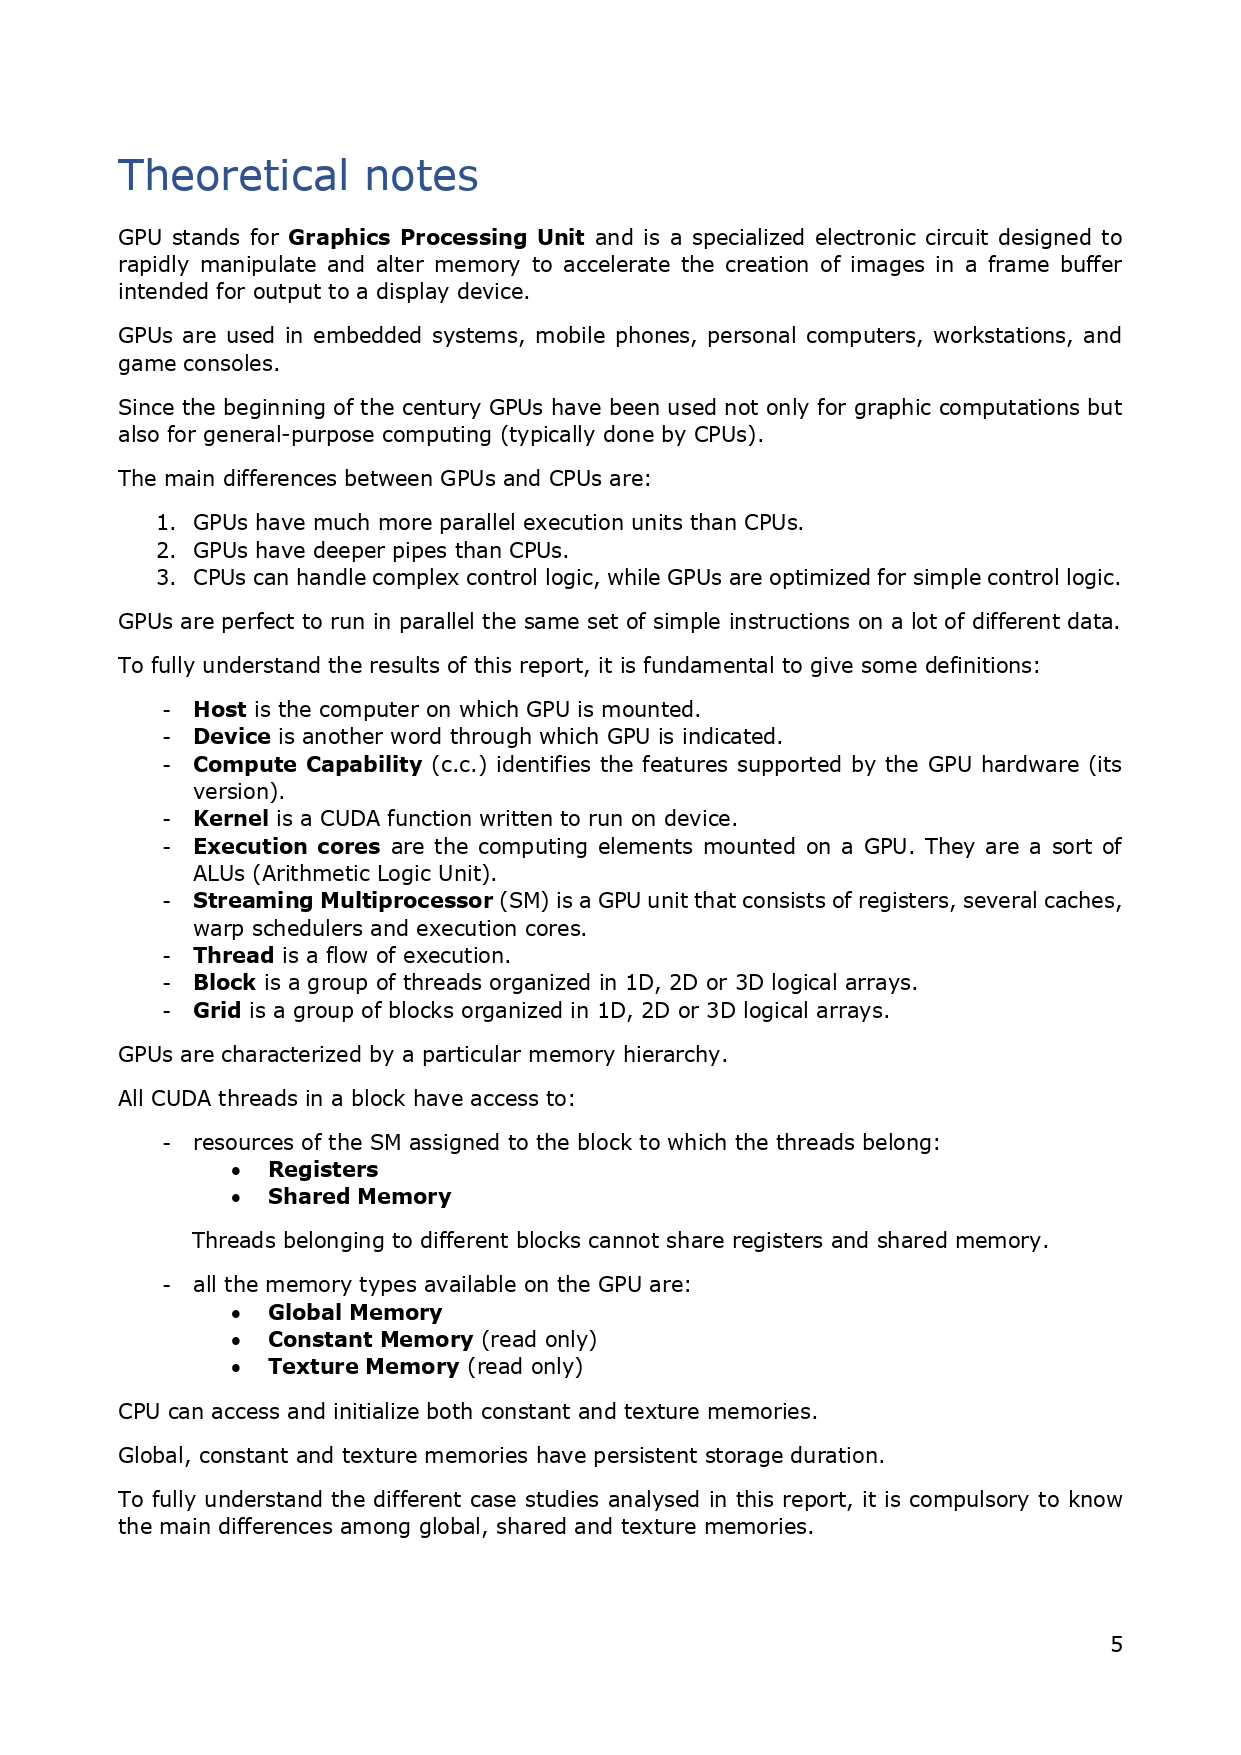 Theoretical notes
GPU stands for Graphics Processing Unit and is a specialized electronic circuit designed to
rapidly manipulate and alter memory to accelerate the creation of images in a frame buffer
intended for output to a display device.
GPUs are used in embedded systems, mobile phones, personal computers, workstations, and
game consoles.
Since the beginning of the century GPUs have been used not only for graphic computations but
also for general-purpose computing (typically done by CPUs).
The main differences between GPUs and CPUs are:
1. GPUs have much more parallel execution units than CPUs.
2. GPUs have deeper pipes than CPUs.
3. CPUs can handle complex control logic, while GPUs are optimized for simple control logic.
GPUs are perfect to run in parallel the same set of simple instructions on a lot of different data.
To fully understand the results of this report, it is fundamental to give some definitions:
- Host is the computer on which GPU is mounted.
- Device is another word through which GPU is indicated.
- Compute Capability (c.c.) identifies the features supported by the GPU hardware (its
version).
- Kernel is a CUDA function written to run on device.
- Execution cores are the computing elements mounted on a GPU. They are a sort of
ALUs (Arithmetic Logic Unit).
- Streaming Multiprocessor (SM) is a GPU unit that consists of registers, several caches,
warp schedulers and execution cores.
- Thread is a flow of execution.
- Block is a group of threads organized in 1D, 2D or 3D logical arrays.
- Grid is a group of blocks organized in 1D, 2D or 3D logical arrays.
GPUs are characterized by a particular memory hierarchy.
All CUDA threads in a block have access to:
- resources of the SM assigned to the block to which the threads belong:
• Registers
• Shared Memory
Threads belonging to different blocks cannot share registers and shared memory.
- all the memory types available on the GPU are:
• Global Memory
• Constant Memory (read only)
• Texture Memory (read only)
CPU can access and initialize both constant and texture memories.
Global, constant and texture memories have persistent storage duration.
To fully understand the different case studies analysed in this report, it is compulsory to know
the main differences among global, shared and texture memories.
5